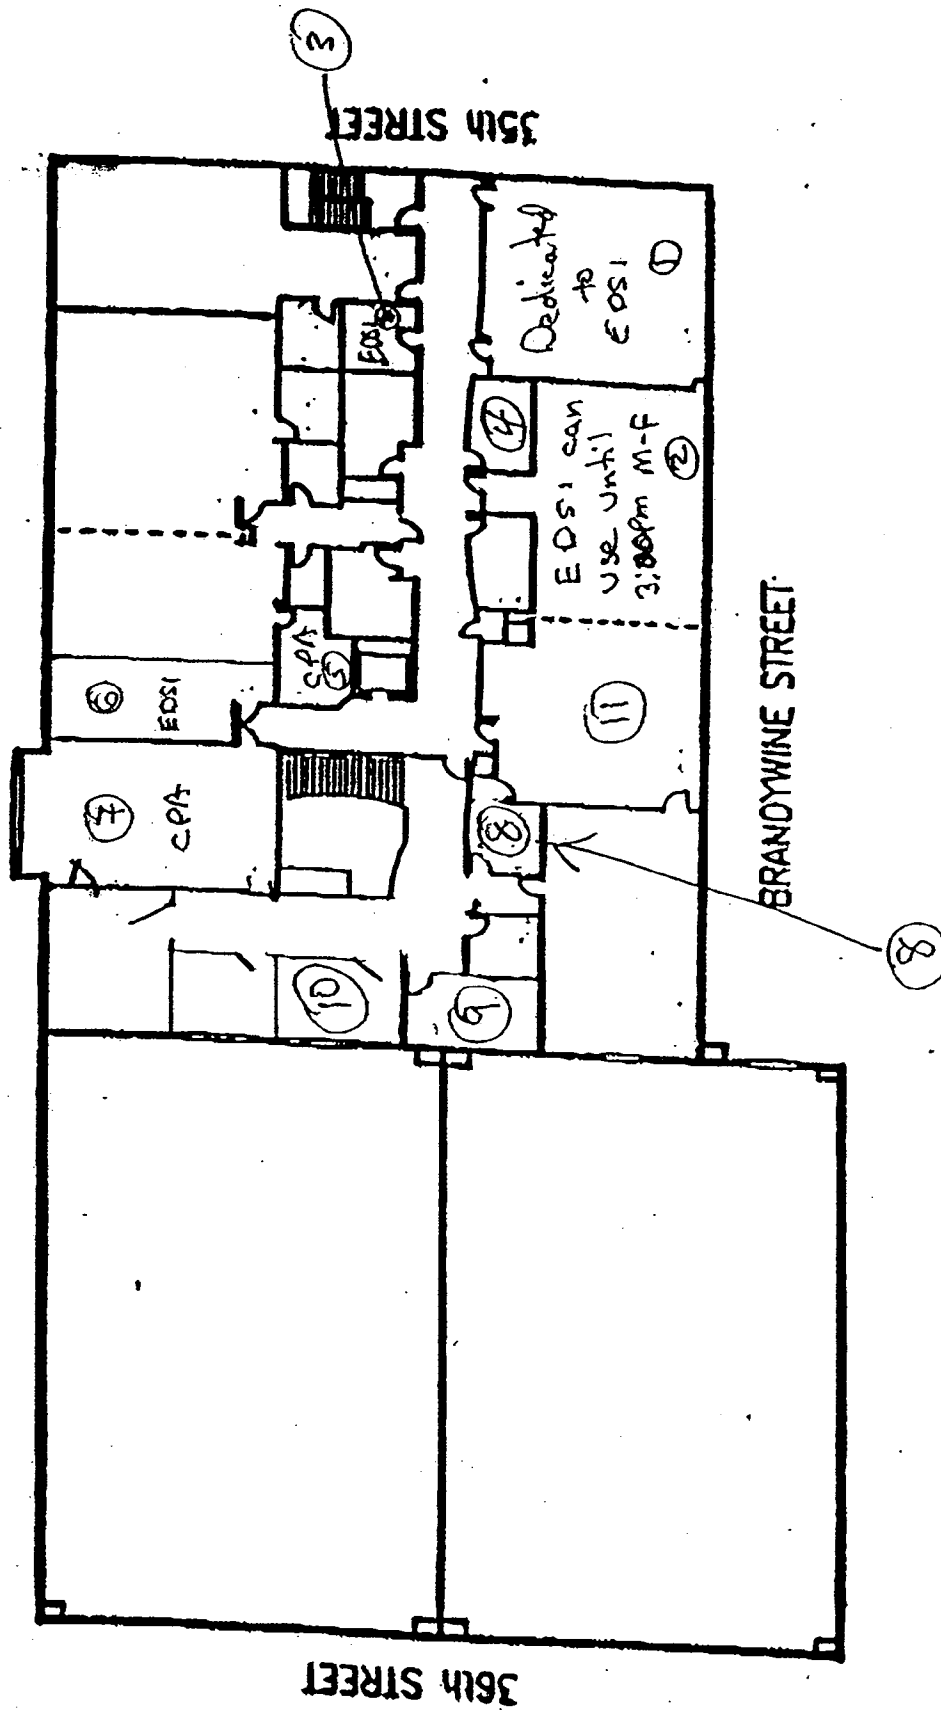 35th STREET
3
Dedicated
to
EDSI
1
EDSI
4
EDSI can
use until
3:00pm M-F
2
CPA
5
6
EDSI
11
7
CPA
8
8
9
10
BRANDYWINE STREET
36th STREET